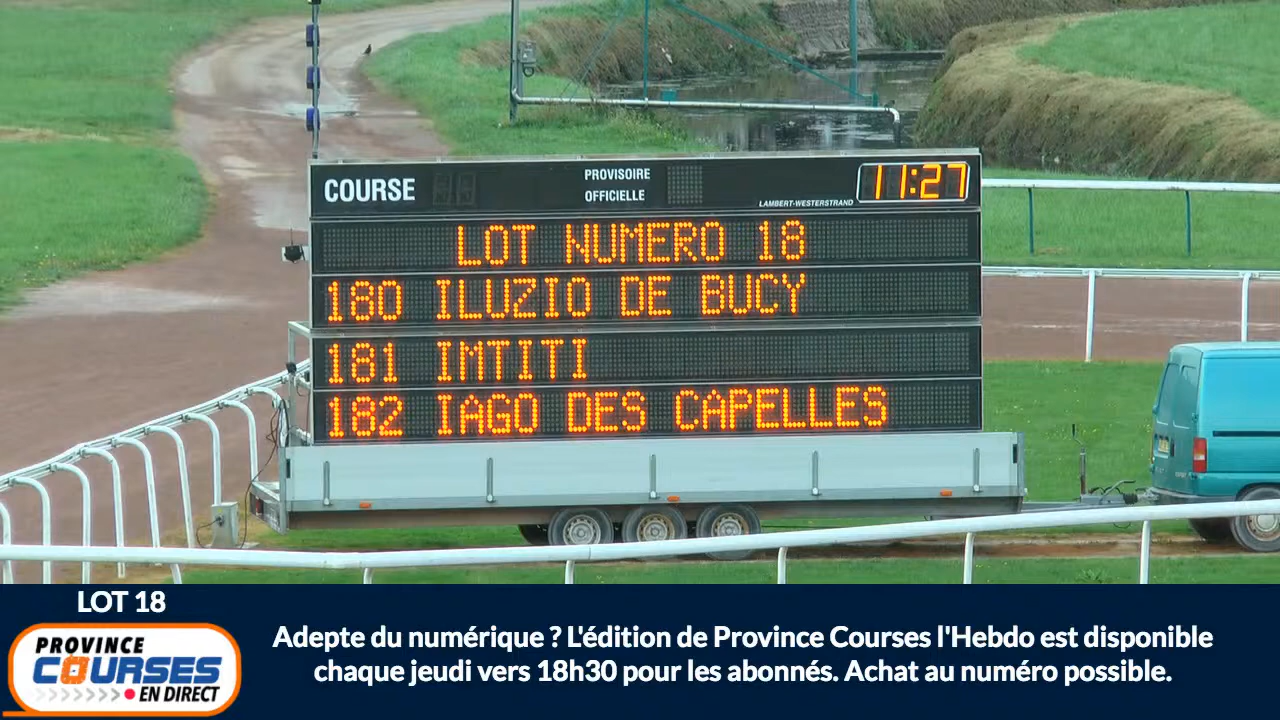 COURSE
PROVISOIRE
OFFICIELLE
LAMBERT-WESTERSTRAND
11:27
LOT NUMERO 18
180 ILUZIO DE BUCY
181 IMTITI
182 IAGO DES CAPELLES
LOT 18
PROVINCE
COURSES
EN DIRECT
Adepte du numérique ? L'édition de Province Courses l'Hebdo est disponible
chaque jeudi vers 18h30 pour les abonnés. Achat au numéro possible.